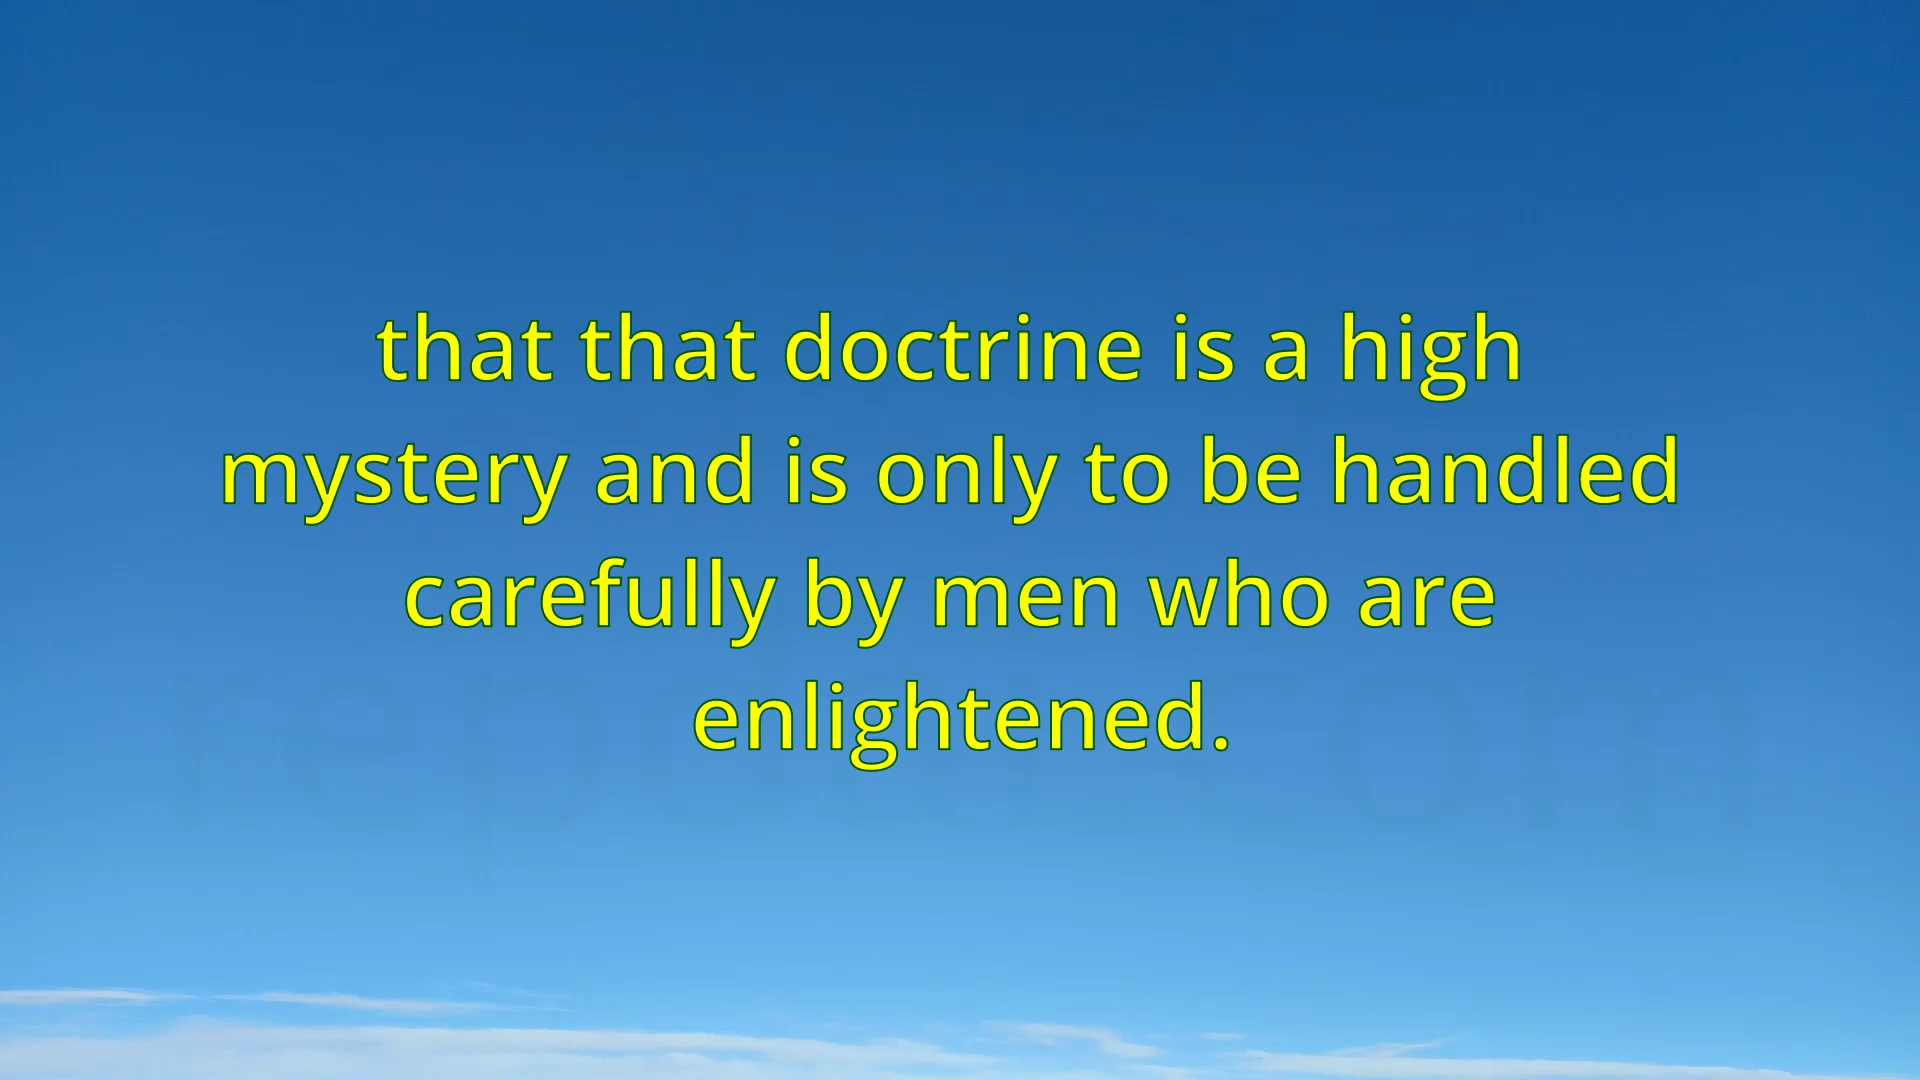 that that doctrine is a high
mystery and is only to be handled
carefully by men who are
enlightened.